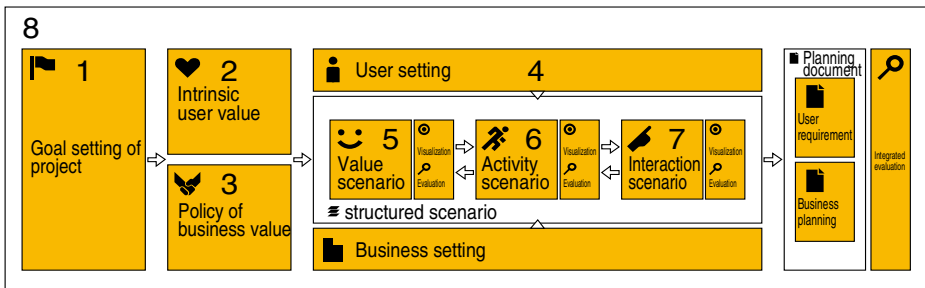 8
1
Goal setting of
project
2
Intrinsic
user value
3
Policy of
business value
User setting 4
5
Value
scenario
Visualization
Evaluation
6
Activity
scenario
Visualization
Evaluation
7
Interaction
scenario
Visualization
Evaluation
structured scenario
Business setting
Planning
document
User
requirement
Business
planning
Integrated
evaluation